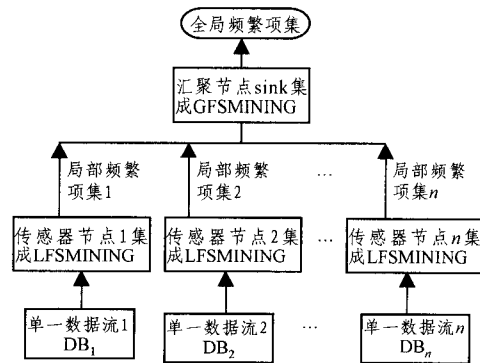 全局频繁项集
汇聚节点sink集
成GFSMINING
局部频繁
项集1
局部频繁
项集2
…
局部频繁
项集n
传感器节点1集
成LFSMINING
传感器节点2集
成LFSMINING
…
传感器节点n集
成LFSMINING
单一数据流1
DB₁
单一数据流2
DB₂
…
单一数据流n
DBₙ